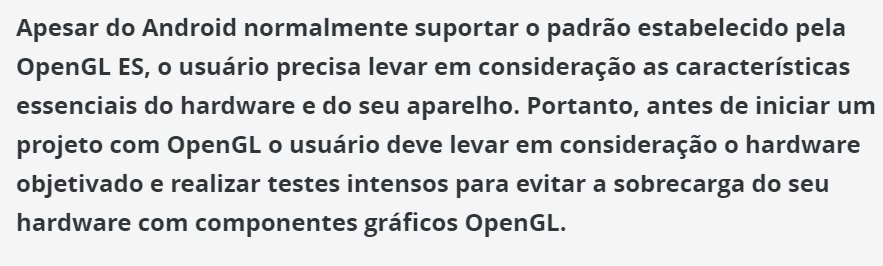 Apesar do Android normalmente suportar o padrão estabelecido pela
OpenGL ES, o usuário precisa levar em consideração as características
essenciais do hardware e do seu aparelho. Portanto, antes de iniciar um
projeto com OpenGL o usuário deve levar em consideração o hardware
objetivado e realizar testes intensos para evitar a sobrecarga do seu
hardware com componentes gráficos OpenGL.